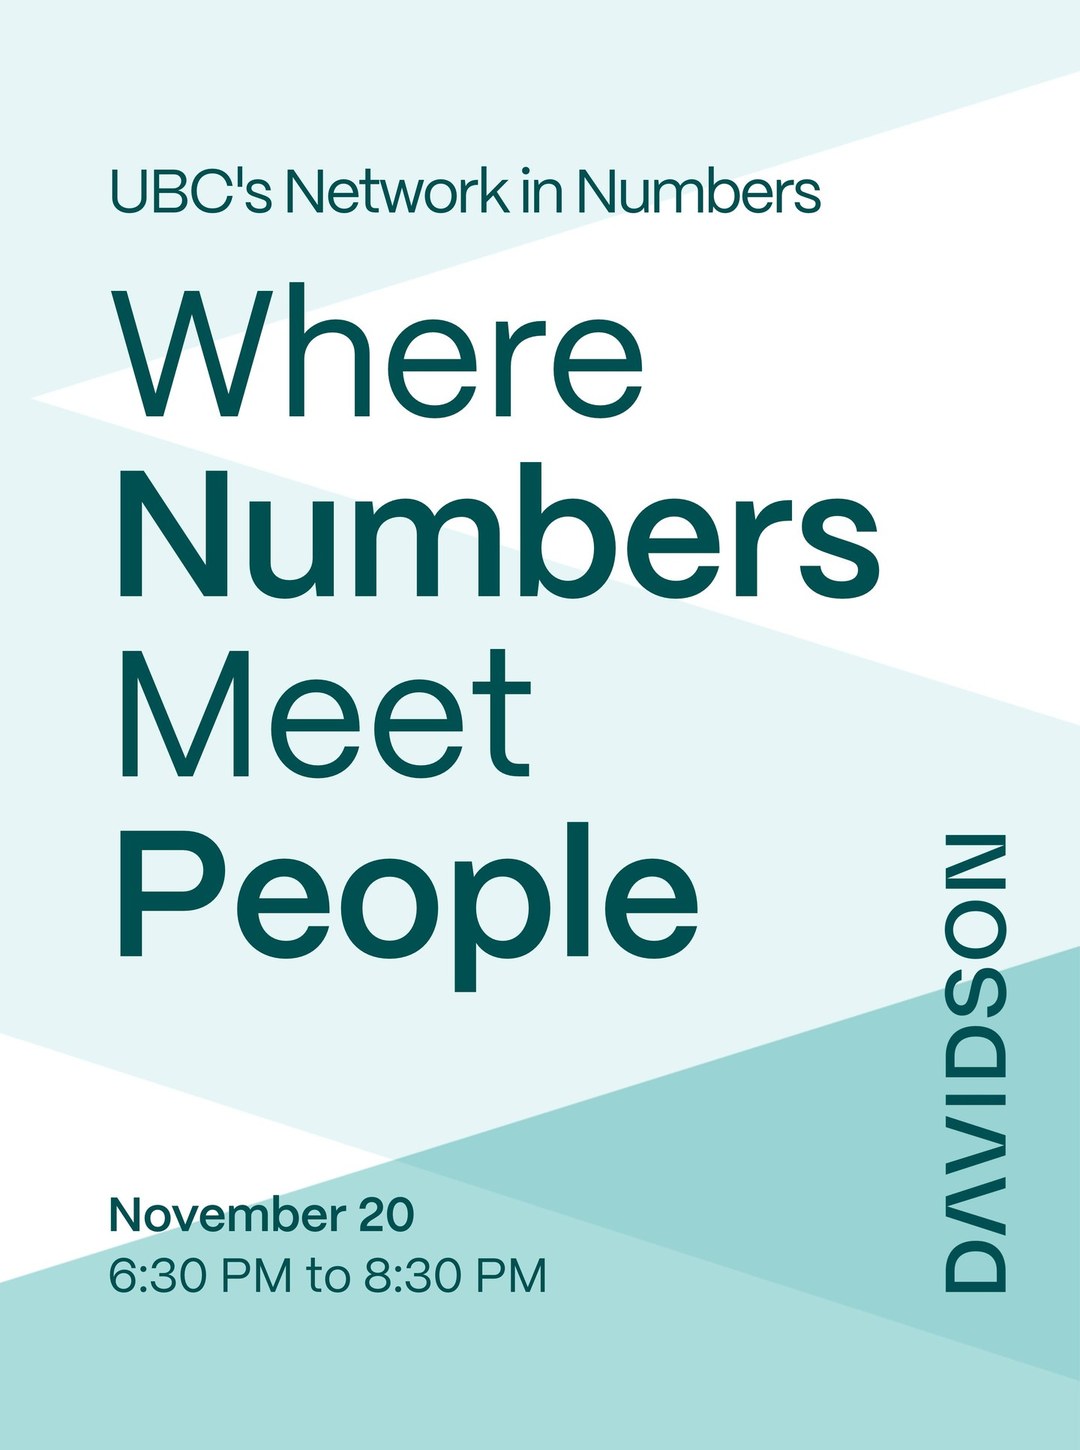 UBC's Network in Numbers
Where
Numbers
Meet
People
November 20
6:30 PM to 8:30 PM
DAVIDSON